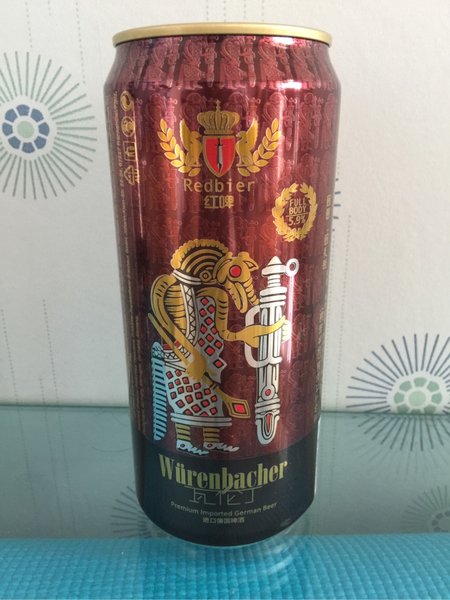 Redbier
红啤
FULL
BODY
5.9%
Würenbacher
瓦伦丁
Premium Imported German Beer
进口德国啤酒